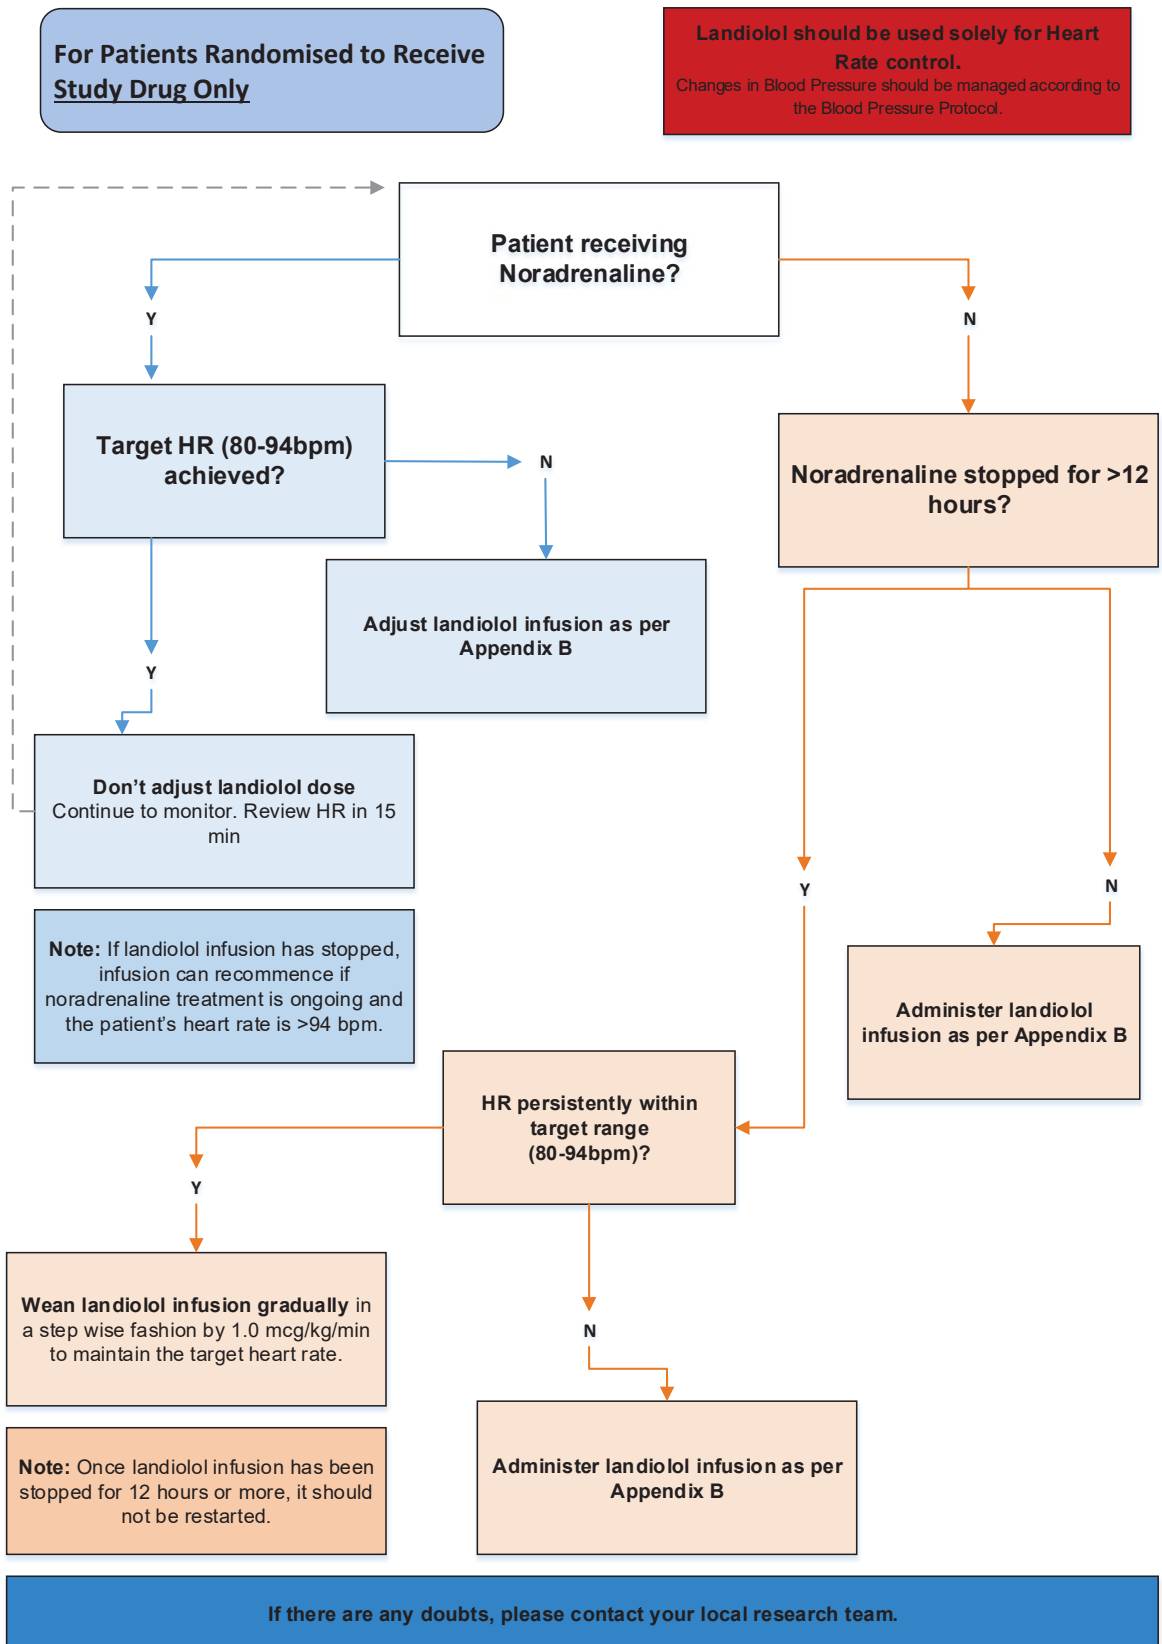 For Patients Randomised to Receive
Study Drug Only
Landiolol should be used solely for Heart
Rate control.
Changes in Blood Pressure should be managed according to
the Blood Pressure Protocol.
Patient receiving
Noradrenaline?
Y
N
Target HR (80-94bpm)
achieved?
N
Noradrenaline stopped for >12
hours?
Adjust landiolol infusion as per
Appendix B
Y
Don’t adjust landiolol dose
Continue to monitor. Review HR in 15
min
Y
N
Note: If landiolol infusion has stopped,
infusion can recommence if
noradrenaline treatment is ongoing and
the patient’s heart rate is >94 bpm.
Administer landiolol
infusion as per Appendix B
HR persistently within
target range
(80-94bpm)?
Y
Wean landiolol infusion gradually in
a step wise fashion by 1.0 mcg/kg/min
to maintain the target heart rate.
N
Note: Once landiolol infusion has been
stopped for 12 hours or more, it should
not be restarted.
Administer landiolol infusion as per
Appendix B
If there are any doubts, please contact your local research team.